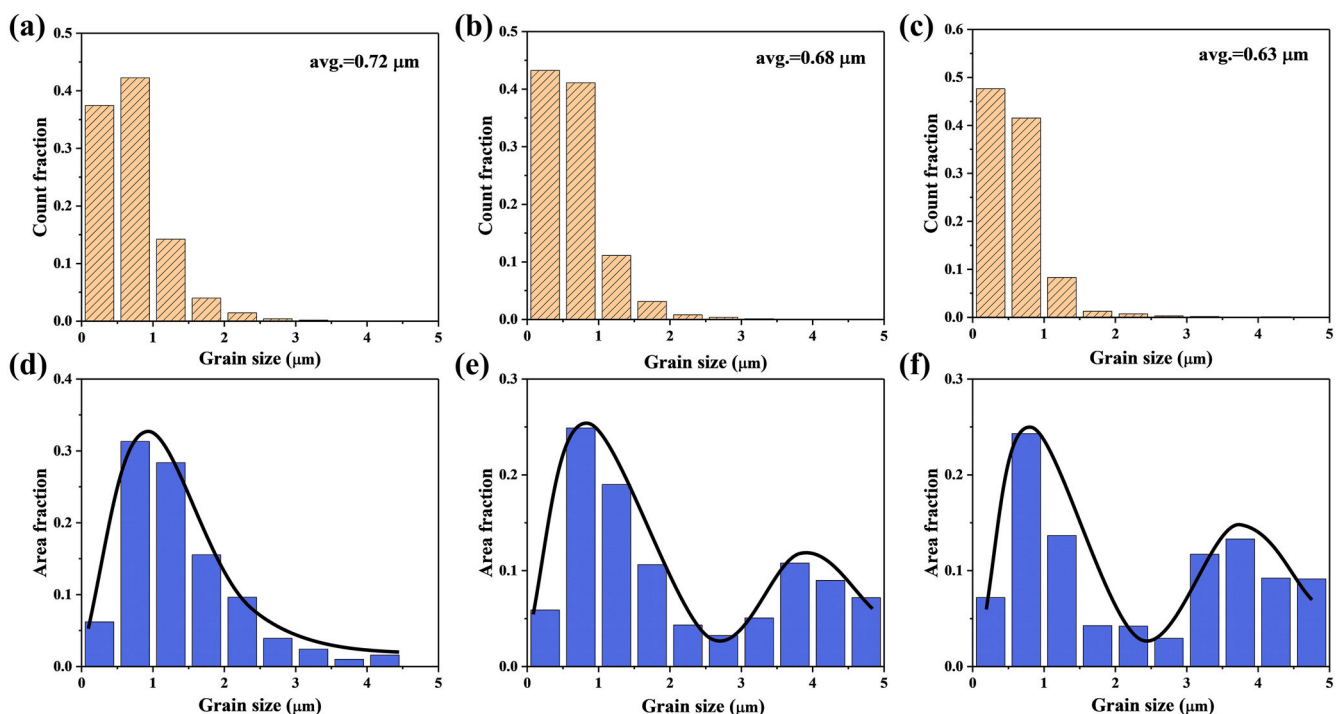 (a)
avg.=0.72 μm
Count fraction
0.5
0.4
0.3
0.2
0.1
0.0
0 1 2 3 4 5
Grain size (μm)
(b)
avg.=0.68 μm
Count fraction
0.5
0.4
0.3
0.2
0.1
0.0
0 1 2 3 4 5
Grain size (μm)
(c)
avg.=0.63 μm
Count fraction
0.6
0.5
0.4
0.3
0.2
0.1
0.0
0 1 2 3 4 5
Grain size (μm)
(d)
Area fraction
0.4
0.3
0.2
0.1
0.0
0 1 2 3 4 5
Grain size (μm)
(e)
Area fraction
0.3
0.2
0.1
0.0
0 1 2 3 4 5
Grain size (μm)
(f)
Area fraction
0.3
0.2
0.1
0.0
0 1 2 3 4 5
Grain size (μm)